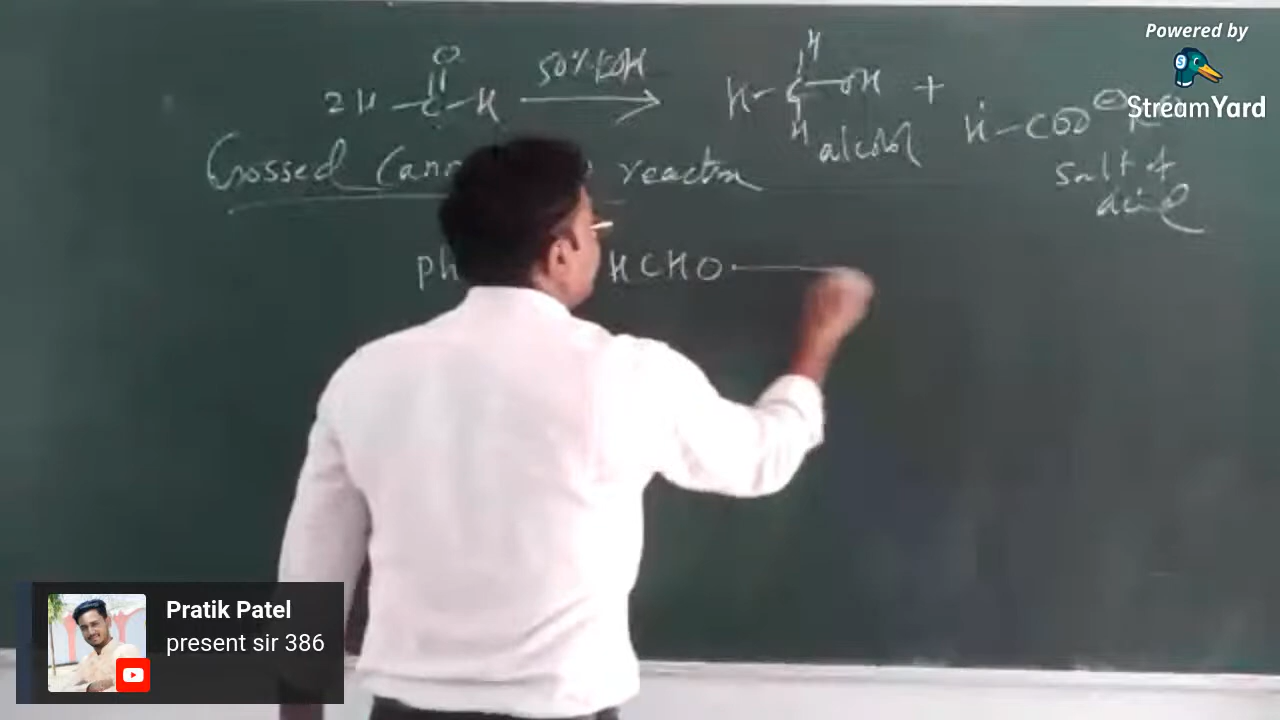 Powered by
StreamYard
O
2 H - C - H 50% KOH → H - C - OH + H - COO⊖ K
H
H
alcohol
salt of
acid
Crossed Cann reaction
ph HCHO
Pratik Patel
present sir 386